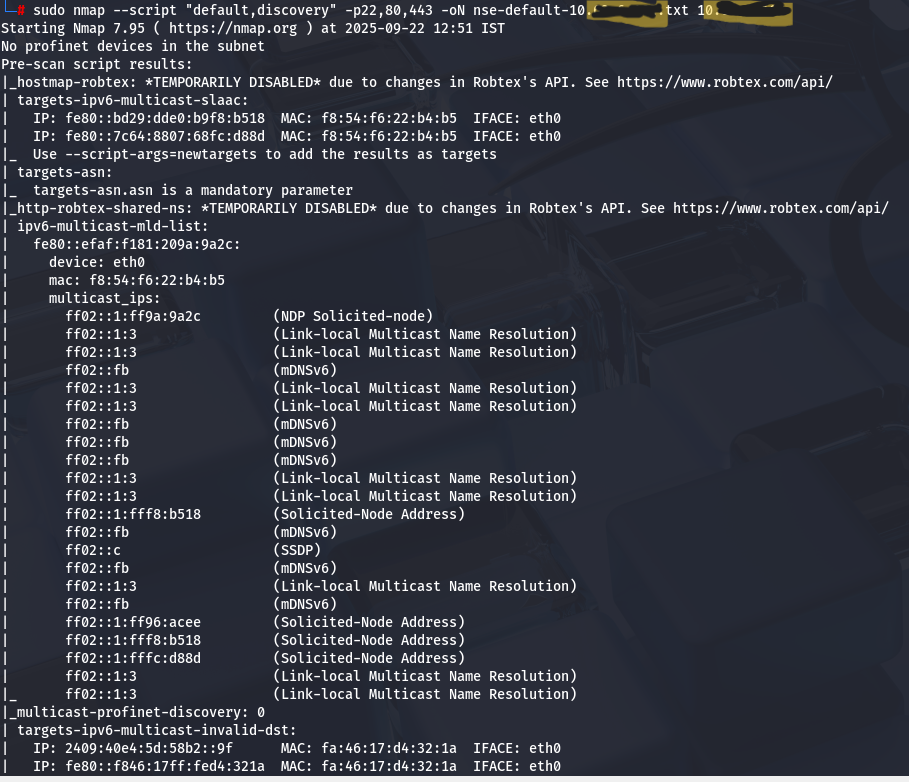 # sudo nmap --script "default,discovery" -p22,80,443 -oN nse-default-10. .txt 10.
Starting Nmap 7.95 ( https://nmap.org ) at 2025-09-22 12:51 IST
No profinet devices in the subnet
Pre-scan script results:
|_hostmap-robtex: *TEMPORARILY DISABLED* due to changes in Robtex's API. See https://www.robtex.com/api/
| targets-ipv6-multicast-slaac:
|   IP: fe80::bd29:dde0:b9f8:b518  MAC: f8:54:f6:22:b4:b5  IFACE: eth0
|   IP: fe80::7c64:8807:68fc:d88d  MAC: f8:54:f6:22:b4:b5  IFACE: eth0
|_  Use --script-args=newtargets to add the results as targets
| targets-asn:
|_  targets-asn.asn is a mandatory parameter
|_http-robtex-shared-ns: *TEMPORARILY DISABLED* due to changes in Robtex's API. See https://www.robtex.com/api/
| ipv6-multicast-mld-list:
|   fe80::efaf:f181:209a:9a2c:
|     device: eth0
|     mac: f8:54:f6:22:b4:b5
|     multicast_ips:
|       ff02::1:ff9a:9a2c         (NDP Solicited-node)
|       ff02::1:3                 (Link-local Multicast Name Resolution)
|       ff02::1:3                 (Link-local Multicast Name Resolution)
|       ff02::fb                  (mDNSv6)
|       ff02::1:3                 (Link-local Multicast Name Resolution)
|       ff02::1:3                 (Link-local Multicast Name Resolution)
|       ff02::fb                  (mDNSv6)
|       ff02::fb                  (mDNSv6)
|       ff02::fb                  (mDNSv6)
|       ff02::1:3                 (Link-local Multicast Name Resolution)
|       ff02::1:3                 (Link-local Multicast Name Resolution)
|       ff02::1:fff8:b518         (Solicited-Node Address)
|       ff02::fb                  (mDNSv6)
|       ff02::c                   (SSDP)
|       ff02::fb                  (mDNSv6)
|       ff02::1:3                 (Link-local Multicast Name Resolution)
|       ff02::fb                  (mDNSv6)
|       ff02::1:ff96:acee         (Solicited-Node Address)
|       ff02::1:fff8:b518         (Solicited-Node Address)
|       ff02::1:fffc:d88d         (Solicited-Node Address)
|       ff02::1:3                 (Link-local Multicast Name Resolution)
|_      ff02::1:3                 (Link-local Multicast Name Resolution)
|_multicast-profinet-discovery: 0
| targets-ipv6-multicast-invalid-dst:
|   IP: 2409:40e4:5d:58b2::9f      MAC: fa:46:17:d4:32:1a  IFACE: eth0
|   IP: fe80::f846:17ff:fed4:321a  MAC: fa:46:17:d4:32:1a  IFACE: eth0